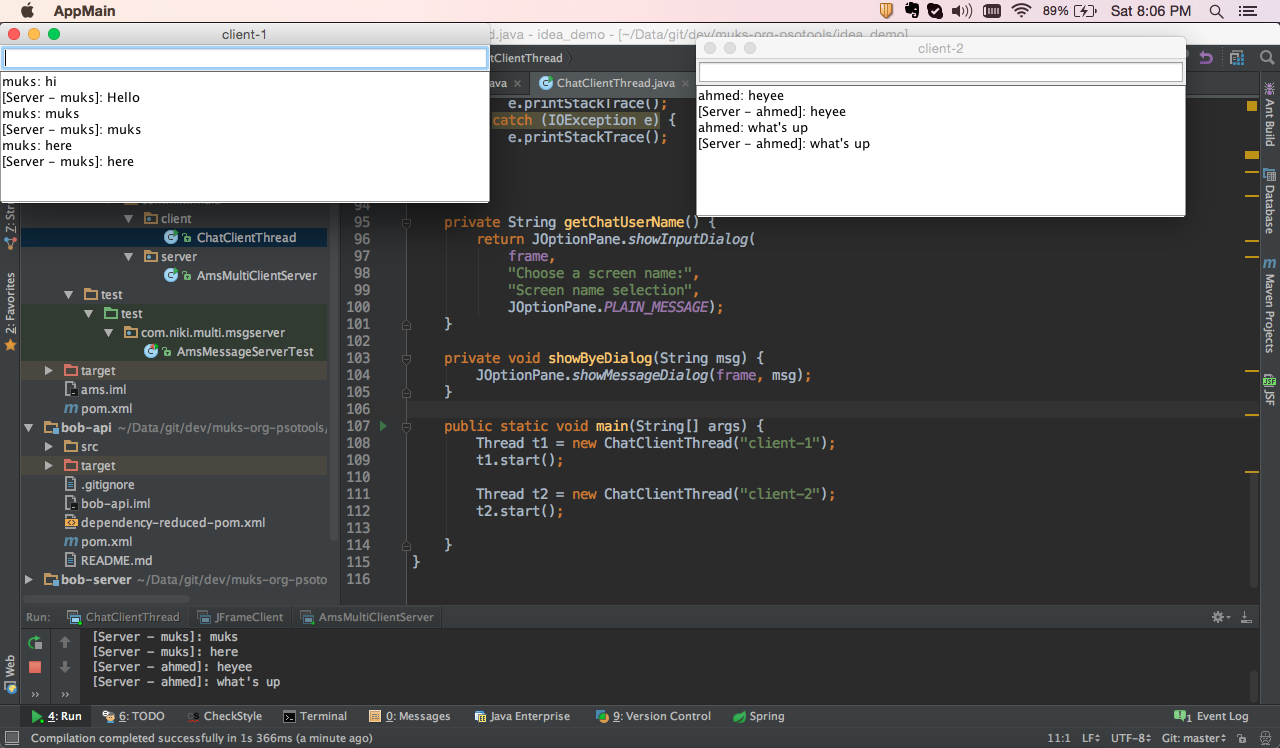 AppMain
89%
Sat 8:06 PM
client-1
d.java - idea_demo - [~/Data/git/dev/muks-org-psotools/idea_demo]
client-2
muks: hi
[Server - muks]: Hello
muks: muks
[Server - muks]: muks
muks: here
[Server - muks]: here
ahmed: heyee
[Server - ahmed]: heyee
ahmed: what's up
[Server - ahmed]: what's up
tClientThread
ava
ChatClientThread.java
e.printStackTrace();
catch (IOException e) {
e.printStackTrace();
94
95 private String getChatUserName() {
96 return JOptionPane.showInputDialog(
97 frame,
98 "Choose a screen name:",
99 "Screen name selection",
100 JOptionPane.PLAIN_MESSAGE);
101 }
102
103 private void showByeDialog(String msg) {
104 JOptionPane.showMessageDialog(frame, msg);
105 }
106
107 public static void main(String[] args) {
108 Thread t1 = new ChatClientThread("client-1");
109 t1.start();
110
111 Thread t2 = new ChatClientThread("client-2");
112 t2.start();
113
114 }
115 }
116
client
ChatClientThread
server
AmsMultiClientServer
test
test
com.niki.multi.msgserver
AmsMessageServerTest
target
ams.iml
pom.xml
bob-api ~/Data/git/dev/muks-org-psotools/
src
target
.gitignore
bob-api.iml
dependency-reduced-pom.xml
pom.xml
README.md
bob-server ~/Data/git/dev/muks-org-psoto
Z: Str
2: Favorites
Web
Ant Build
Database
Maven Projects
JSF
Run:
ChatClientThread
JFrameClient
AmsMultiClientServer
[Server - muks]: muks
[Server - muks]: here
[Server - ahmed]: heyee
[Server - ahmed]: what's up
4: Run
6: TODO
CheckStyle
Terminal
0: Messages
Java Enterprise
9: Version Control
Spring
1 Event Log
Compilation completed successfully in 1s 366ms (a minute ago)
11:1
LF
UTF-8
Git: master